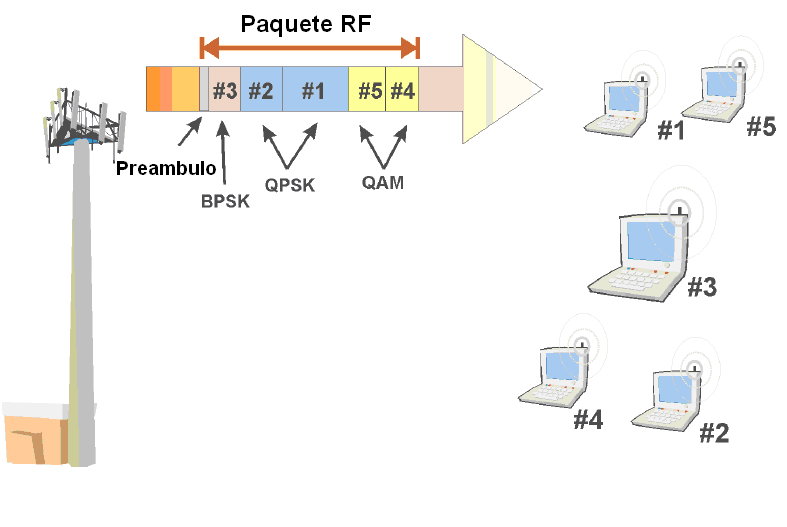 Paquete RF
#3 #2 #1 #5 #4
Preambulo
BPSK
QPSK
QAM
#1
#5
#3
#4
#2